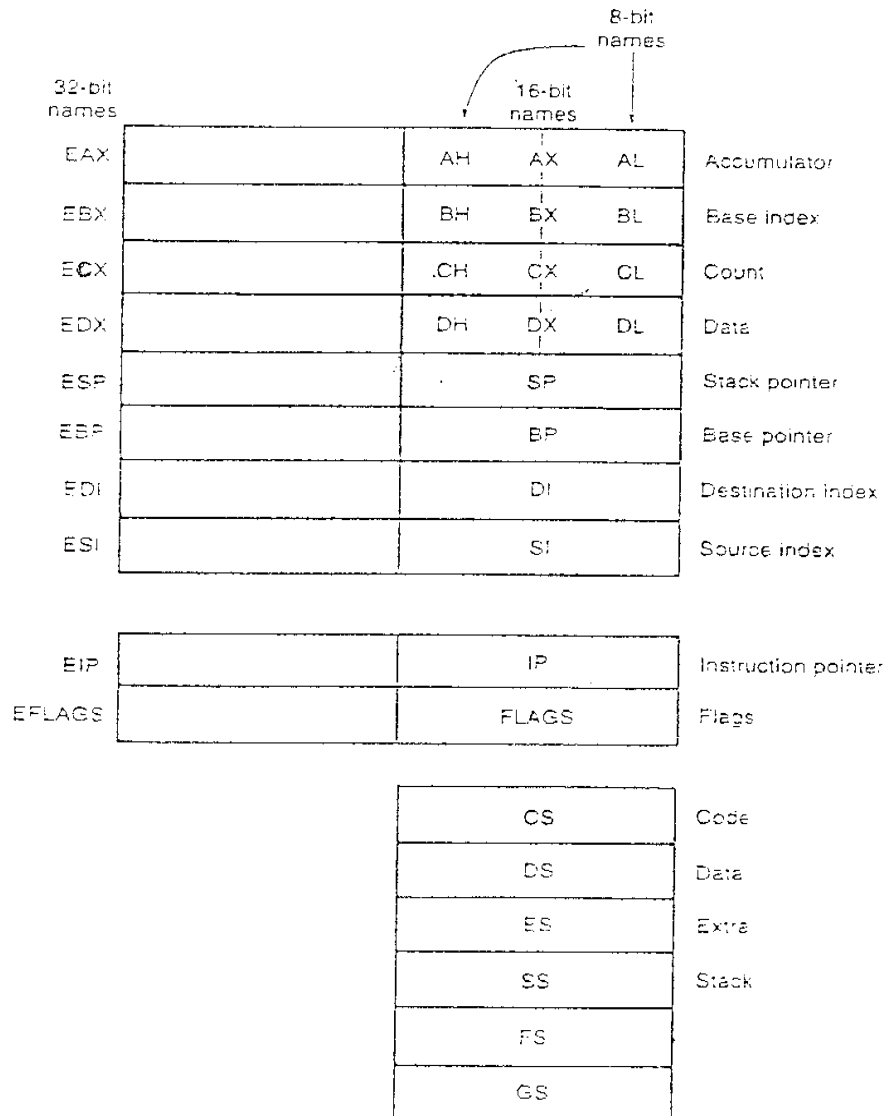 8-bit
names
32-bit
names
16-bit
names
EAX AH AX AL Accumulator
EBX BH BX BL Base index
ECX CH CX CL Count
EDX DH DX DL Data
ESP SP Stack pointer
EBP BP Base pointer
EDI DI Destination index
ESI SI Source index
EIP IP Instruction pointer
EFLAGS FLAGS Flags
CS Code
DS Data
ES Extra
SS Stack
FS
GS